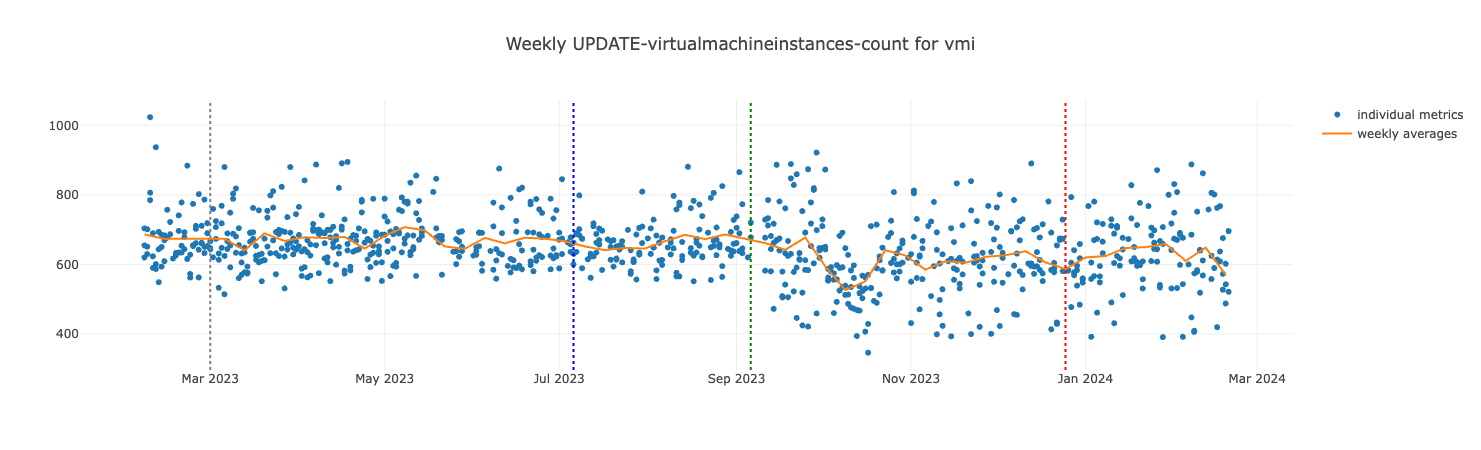 Weekly UPDATE-virtualmachineinstances-count for vmi
individual metrics
weekly averages
1000
800
600
400
Mar 2023
May 2023
Jul 2023
Sep 2023
Nov 2023
Jan 2024
Mar 2024